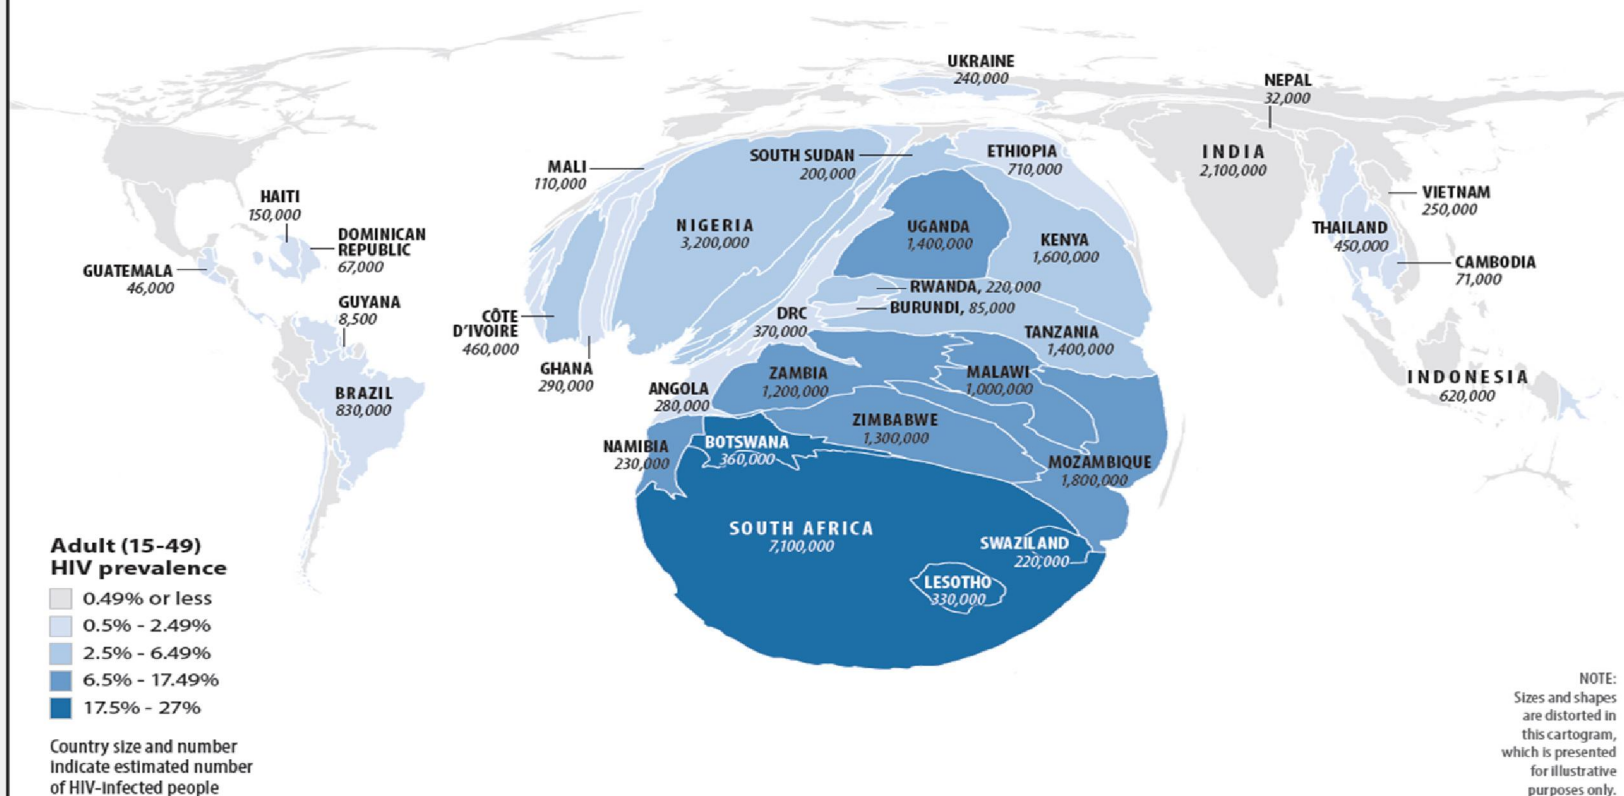 UKRAINE
240,000
NEPAL
32,000
MALI
110,000
SOUTH SUDAN
200,000
ETHIOPIA
710,000
INDIA
2,100,000
HAITI
150,000
DOMINICAN
REPUBLIC
67,000
NIGERIA
3,200,000
UGANDA
1,400,000
KENYA
1,600,000
VIETNAM
250,000
THAILAND
450,000
GUATEMALA
46,000
CAMBODIA
71,000
GUYANA
8,500
RWANDA, 220,000
BURUNDI, 85,000
CÔTE
D'IVOIRE
460,000
DRC
370,000
TANZANIA
1,400,000
GHANA
290,000
ANGOLA
280,000
ZAMBIA
1,200,000
MALAWI
1,000,000
INDONESIA
620,000
BRAZIL
830,000
ZIMBABWE
1,300,000
NAMIBIA
230,000
BOTSWANA
360,000
MOZAMBIQUE
1,800,000
SOUTH AFRICA
7,100,000
SWAZILAND
220,000
LESOTHO
330,000
Adult (15-49)
HIV prevalence
0.49% or less
0.5% - 2.49%
2.5% - 6.49%
6.5% - 17.49%
17.5% - 27%
Country size and number
indicate estimated number
of HIV-infected people
NOTE:
Sizes and shapes
are distorted in
this cartogram,
which is presented
for illustrative
purposes only.